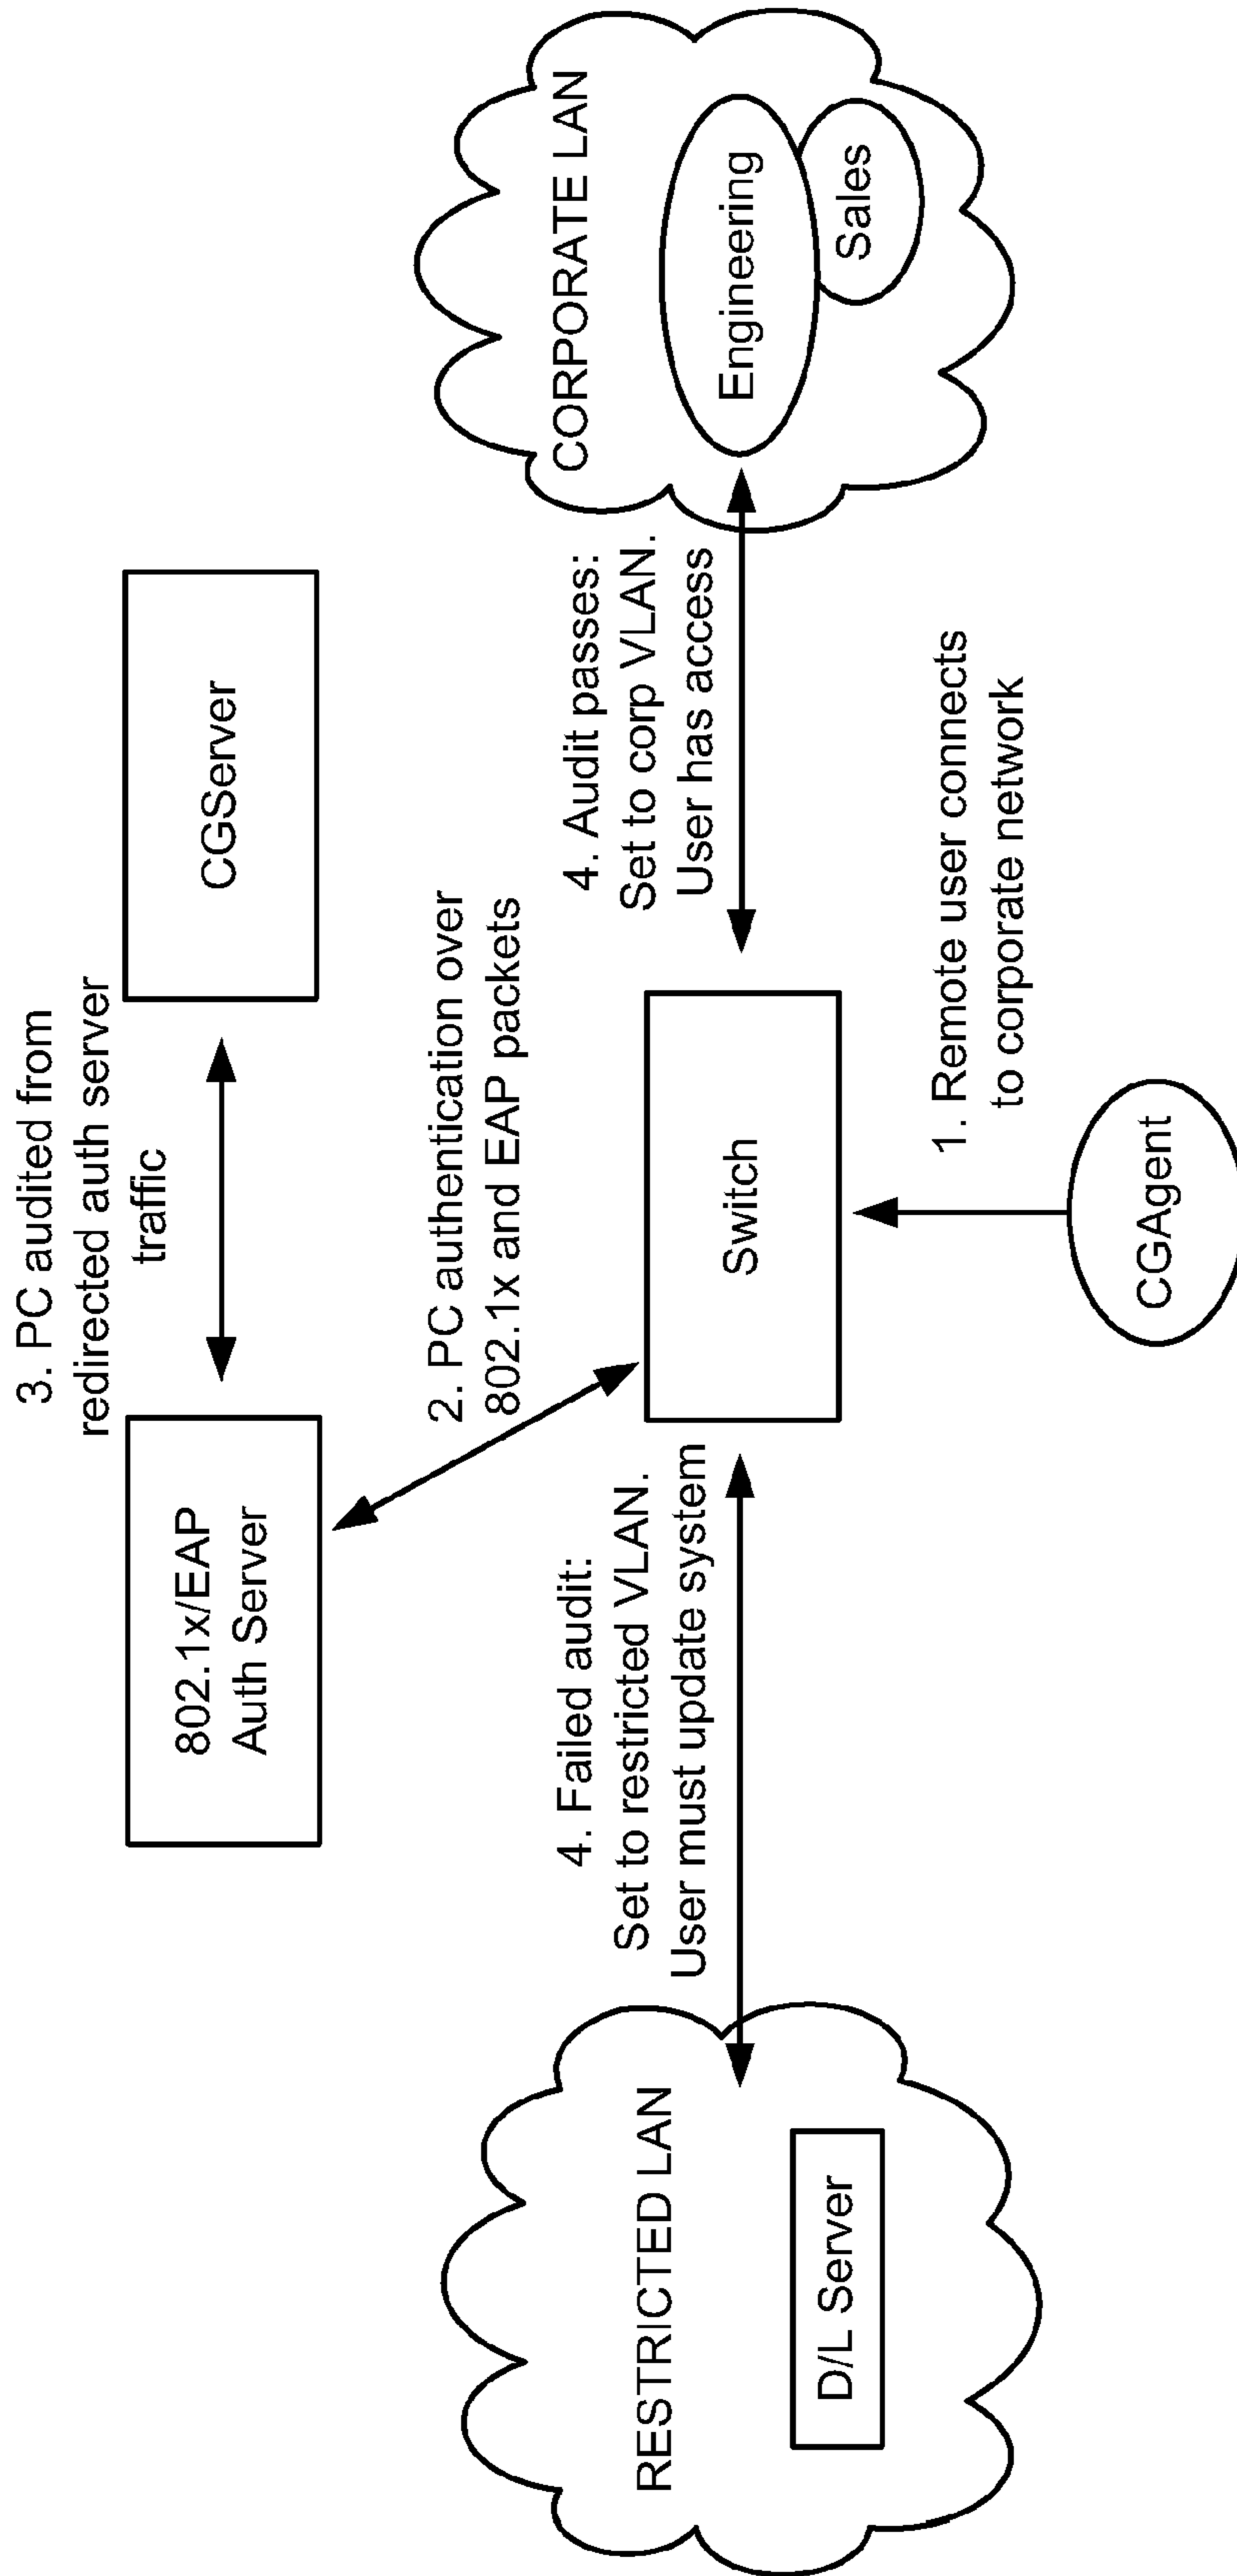 3. PC audited from
redirected auth server
traffic
802.1x/EAP
Auth Server
CGServer
2. PC authentication over
802.1x and EAP packets
RESTRICTED LAN
D/L Server
4. Failed audit:
Set to restricted VLAN.
User must update system
Switch
4. Audit passes:
Set to corp VLAN.
User has access
CORPORATE LAN
Engineering
Sales
1. Remote user connects
to corporate network
CGAgent